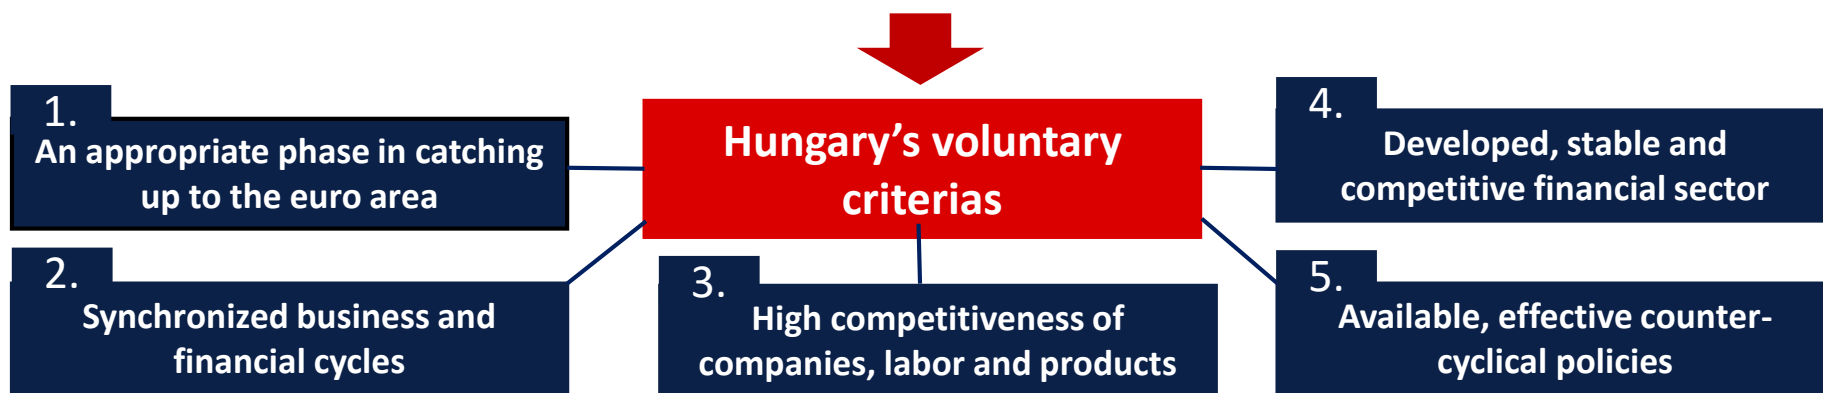 Hungary's voluntary
criterias
1.
An appropriate phase in catching
up to the euro area
2.
Synchronized business and
financial cycles
3.
High competitiveness of
companies, labor and products
4.
Developed, stable and
competitive financial sector
5.
Available, effective counter-
cyclical policies